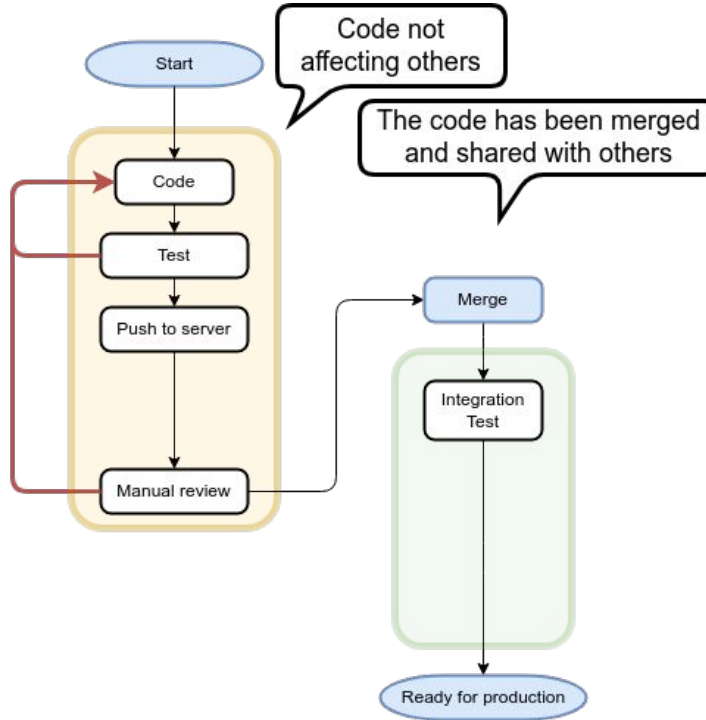 Start
Code not
affecting others
The code has been merged
and shared with others
Code
Test
Push to server
Manual review
Merge
Integration
Test
Ready for production